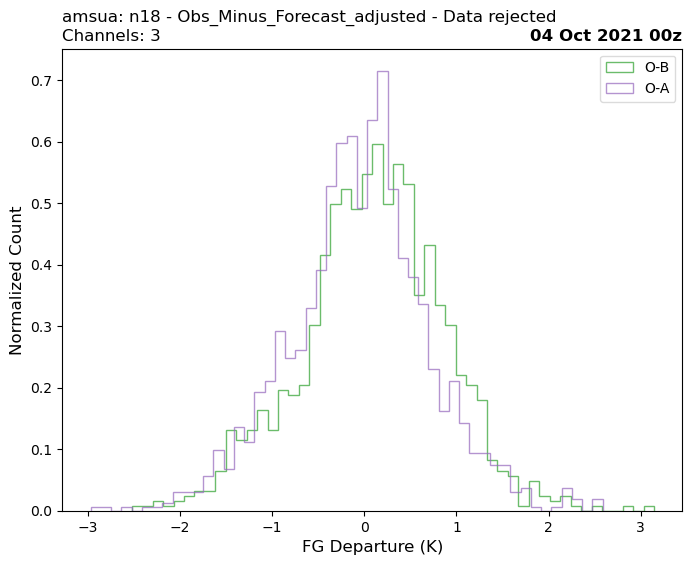 amsua: n18 - Obs_Minus_Forecast_adjusted - Data rejected
Channels: 3
04 Oct 2021 00z
O-B
O-A
Normalized Count
0.7
0.6
0.5
0.4
0.3
0.2
0.1
0.0
−3 −2 −1 0 1 2 3
FG Departure (K)